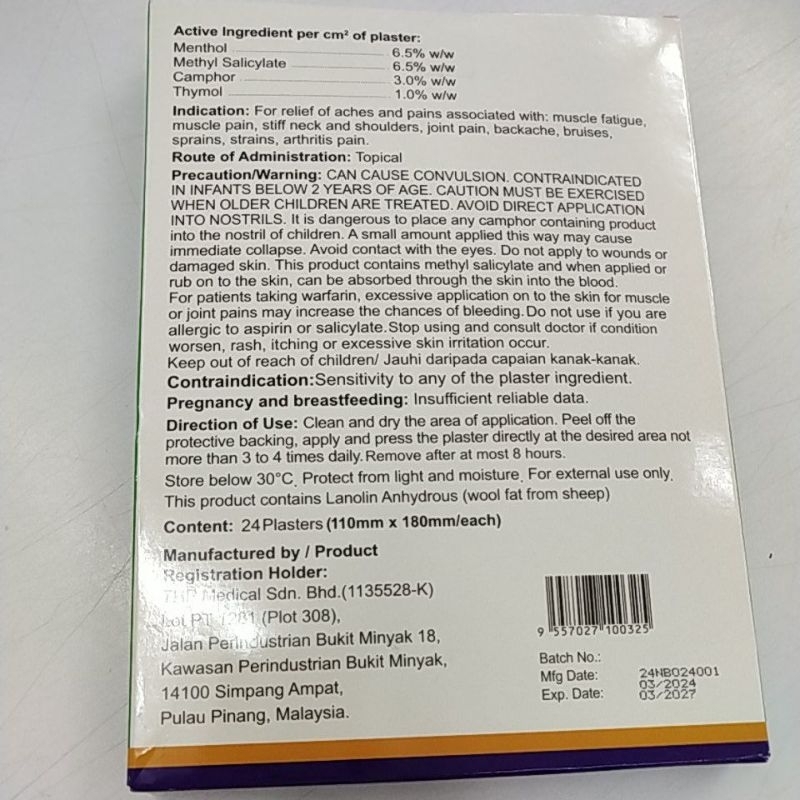 Active Ingredient per cm² of plaster:
Menthol 6.5% w/w
Methyl Salicylate 6.5% w/w
Camphor 3.0% w/w
Thymol 1.0% w/w
Indication: For relief of aches and pains associated with: muscle fatigue,
muscle pain, stiff neck and shoulders, joint pain, backache, bruises,
sprains, strains, arthritis pain.
Route of Administration: Topical
Precaution/Warning: CAN CAUSE CONVULSION. CONTRAINDICATED
IN INFANTS BELOW 2 YEARS OF AGE. CAUTION MUST BE EXERCISED
WHEN OLDER CHILDREN ARE TREATED. AVOID DIRECT APPLICATION
INTO NOSTRILS. It is dangerous to place any camphor containing product
into the nostril of children. A small amount applied this way may cause
immediate collapse. Avoid contact with the eyes. Do not apply to wounds or
damaged skin. This product contains methyl salicylate and when applied or
rub on to the skin, can be absorbed through the skin into the blood.
For patients taking warfarin, excessive application on to the skin for muscle
or joint pains may increase the chances of bleeding. Do not use if you are
allergic to aspirin or salicylate. Stop using and consult doctor if condition
worsen, rash, itching or excessive skin irritation occur.
Keep out of reach of children/ Jauhi daripada capaian kanak-kanak.
Contraindication: Sensitivity to any of the plaster ingredient.
Pregnancy and breastfeeding: Insufficient reliable data.
Direction of Use: Clean and dry the area of application. Peel off the
protective backing, apply and press the plaster directly at the desired area not
more than 3 to 4 times daily. Remove after at most 8 hours.
Store below 30°C. Protect from light and moisture. For external use only.
This product contains Lanolin Anhydrous (wool fat from sheep)
Content: 24 Plasters (110mm x 180mm/each)
Manufactured by / Product
Registration Holder:
Medical Sdn. Bhd.(1135528-K)
Lot PT (Plot 308),
Jalan Perindustrian Bukit Minyak 18,
Kawasan Perindustrian Bukit Minyak,
14100 Simpang Ampat,
Pulau Pinang, Malaysia.
9 557027 100325
Batch No.: 24NB024001
Mfg Date: 03/2024
Exp. Date: 03/2027